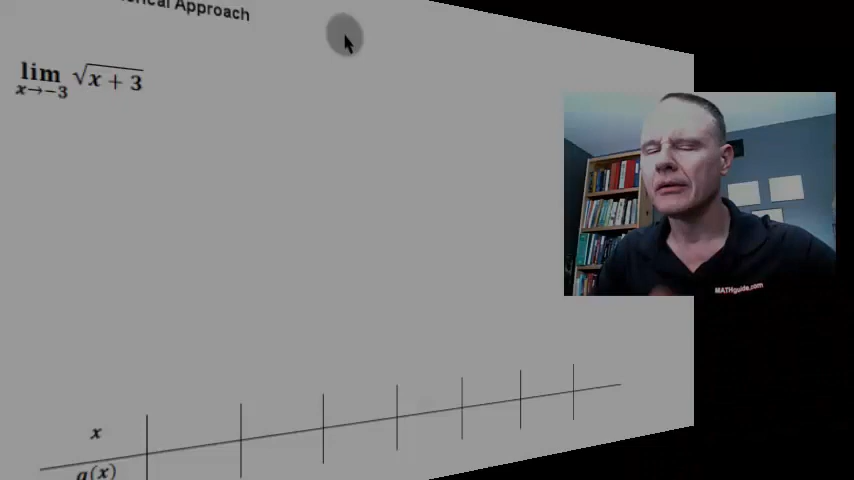 Approach
lim x→−3 √x + 3
MATHguide.com
x
g(x)